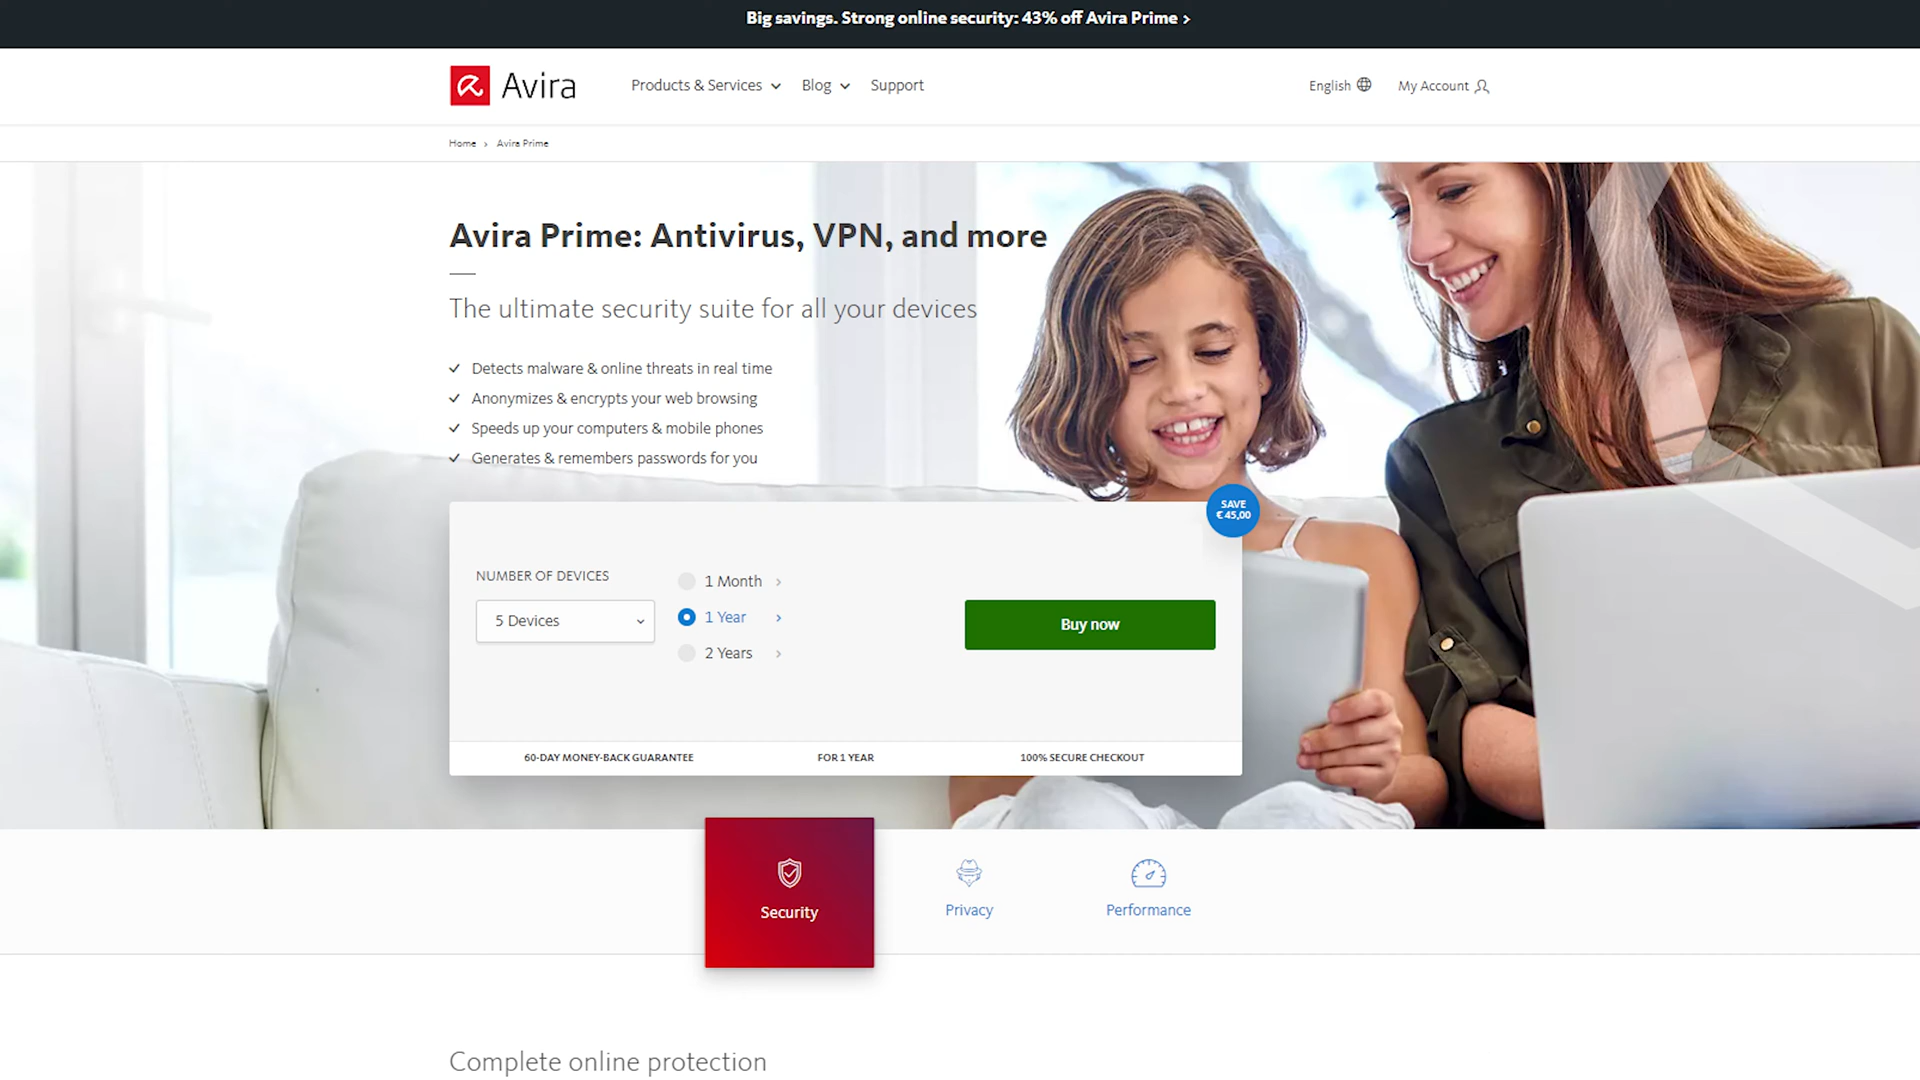 Big savings. Strong online security: 43% off Avira Prime >
Avira
Products & Services
Blog
Support
English
My Account
Home › Avira Prime
Avira Prime: Antivirus, VPN, and more
The ultimate security suite for all your devices
Detects malware & online threats in real time
Anonymizes & encrypts your web browsing
Speeds up your computers & mobile phones
Generates & remembers passwords for you
SAVE
€ 45,00
NUMBER OF DEVICES
5 Devices
1 Month
1 Year
2 Years
Buy now
60-DAY MONEY-BACK GUARANTEE
FOR 1 YEAR
100% SECURE CHECKOUT
Security
Privacy
Performance
Complete online protection